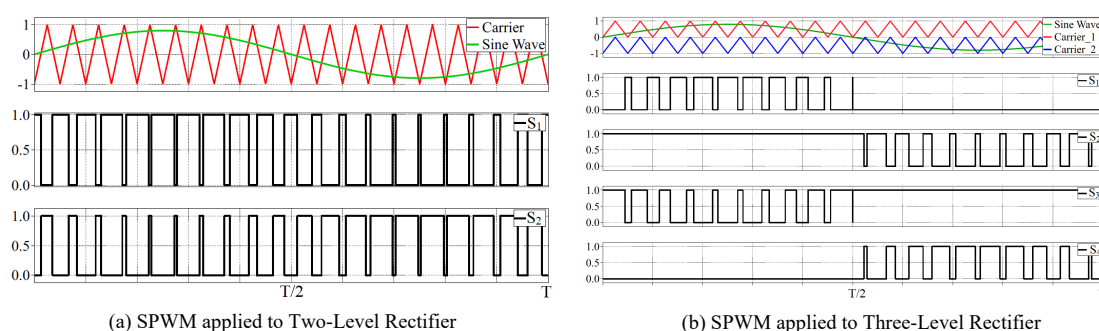 1
0
-1
Carrier
Sine Wave
1.0
0.5
0.0
S1
1.0
0.5
0.0
S2
T/2
T
(a) SPWM applied to Two-Level Rectifier
1
0
-1
Sine Wave
Carrier_1
Carrier_2
1.0
0.5
0.0
S
1.0
0.5
0.0
S
1.0
0.5
0.0
S3
1.0
0.5
0.0
S
T/2
(b) SPWM applied to Three-Level Rectifier